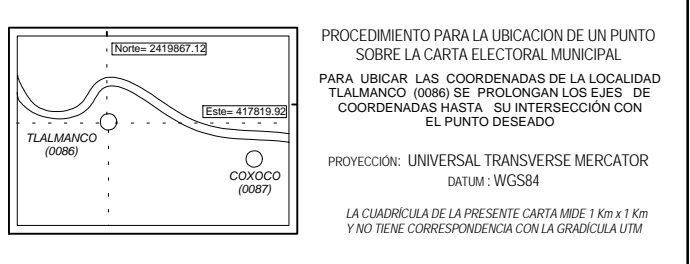 Norte= 2419867.12
Este= 417819.92
TLALMANCO
(0086)
COXOCO
(0087)
PROCEDIMIENTO PARA LA UBICACION DE UN PUNTO
SOBRE LA CARTA ELECTORAL MUNICIPAL
PARA UBICAR LAS COORDENADAS DE LA LOCALIDAD
TLALMANCO (0086) SE PROLONGAN LOS EJES DE
COORDENADAS HASTA SU INTERSECCIÓN CON
EL PUNTO DESEADO
PROYECCIÓN: UNIVERSAL TRANSVERSE MERCATOR
DATUM : WGS84
LA CUADRÍCULA DE LA PRESENTE CARTA MIDE 1 Km x 1 Km
Y NO TIENE CORRESPONDENCIA CON LA GRADÍCULA UTM